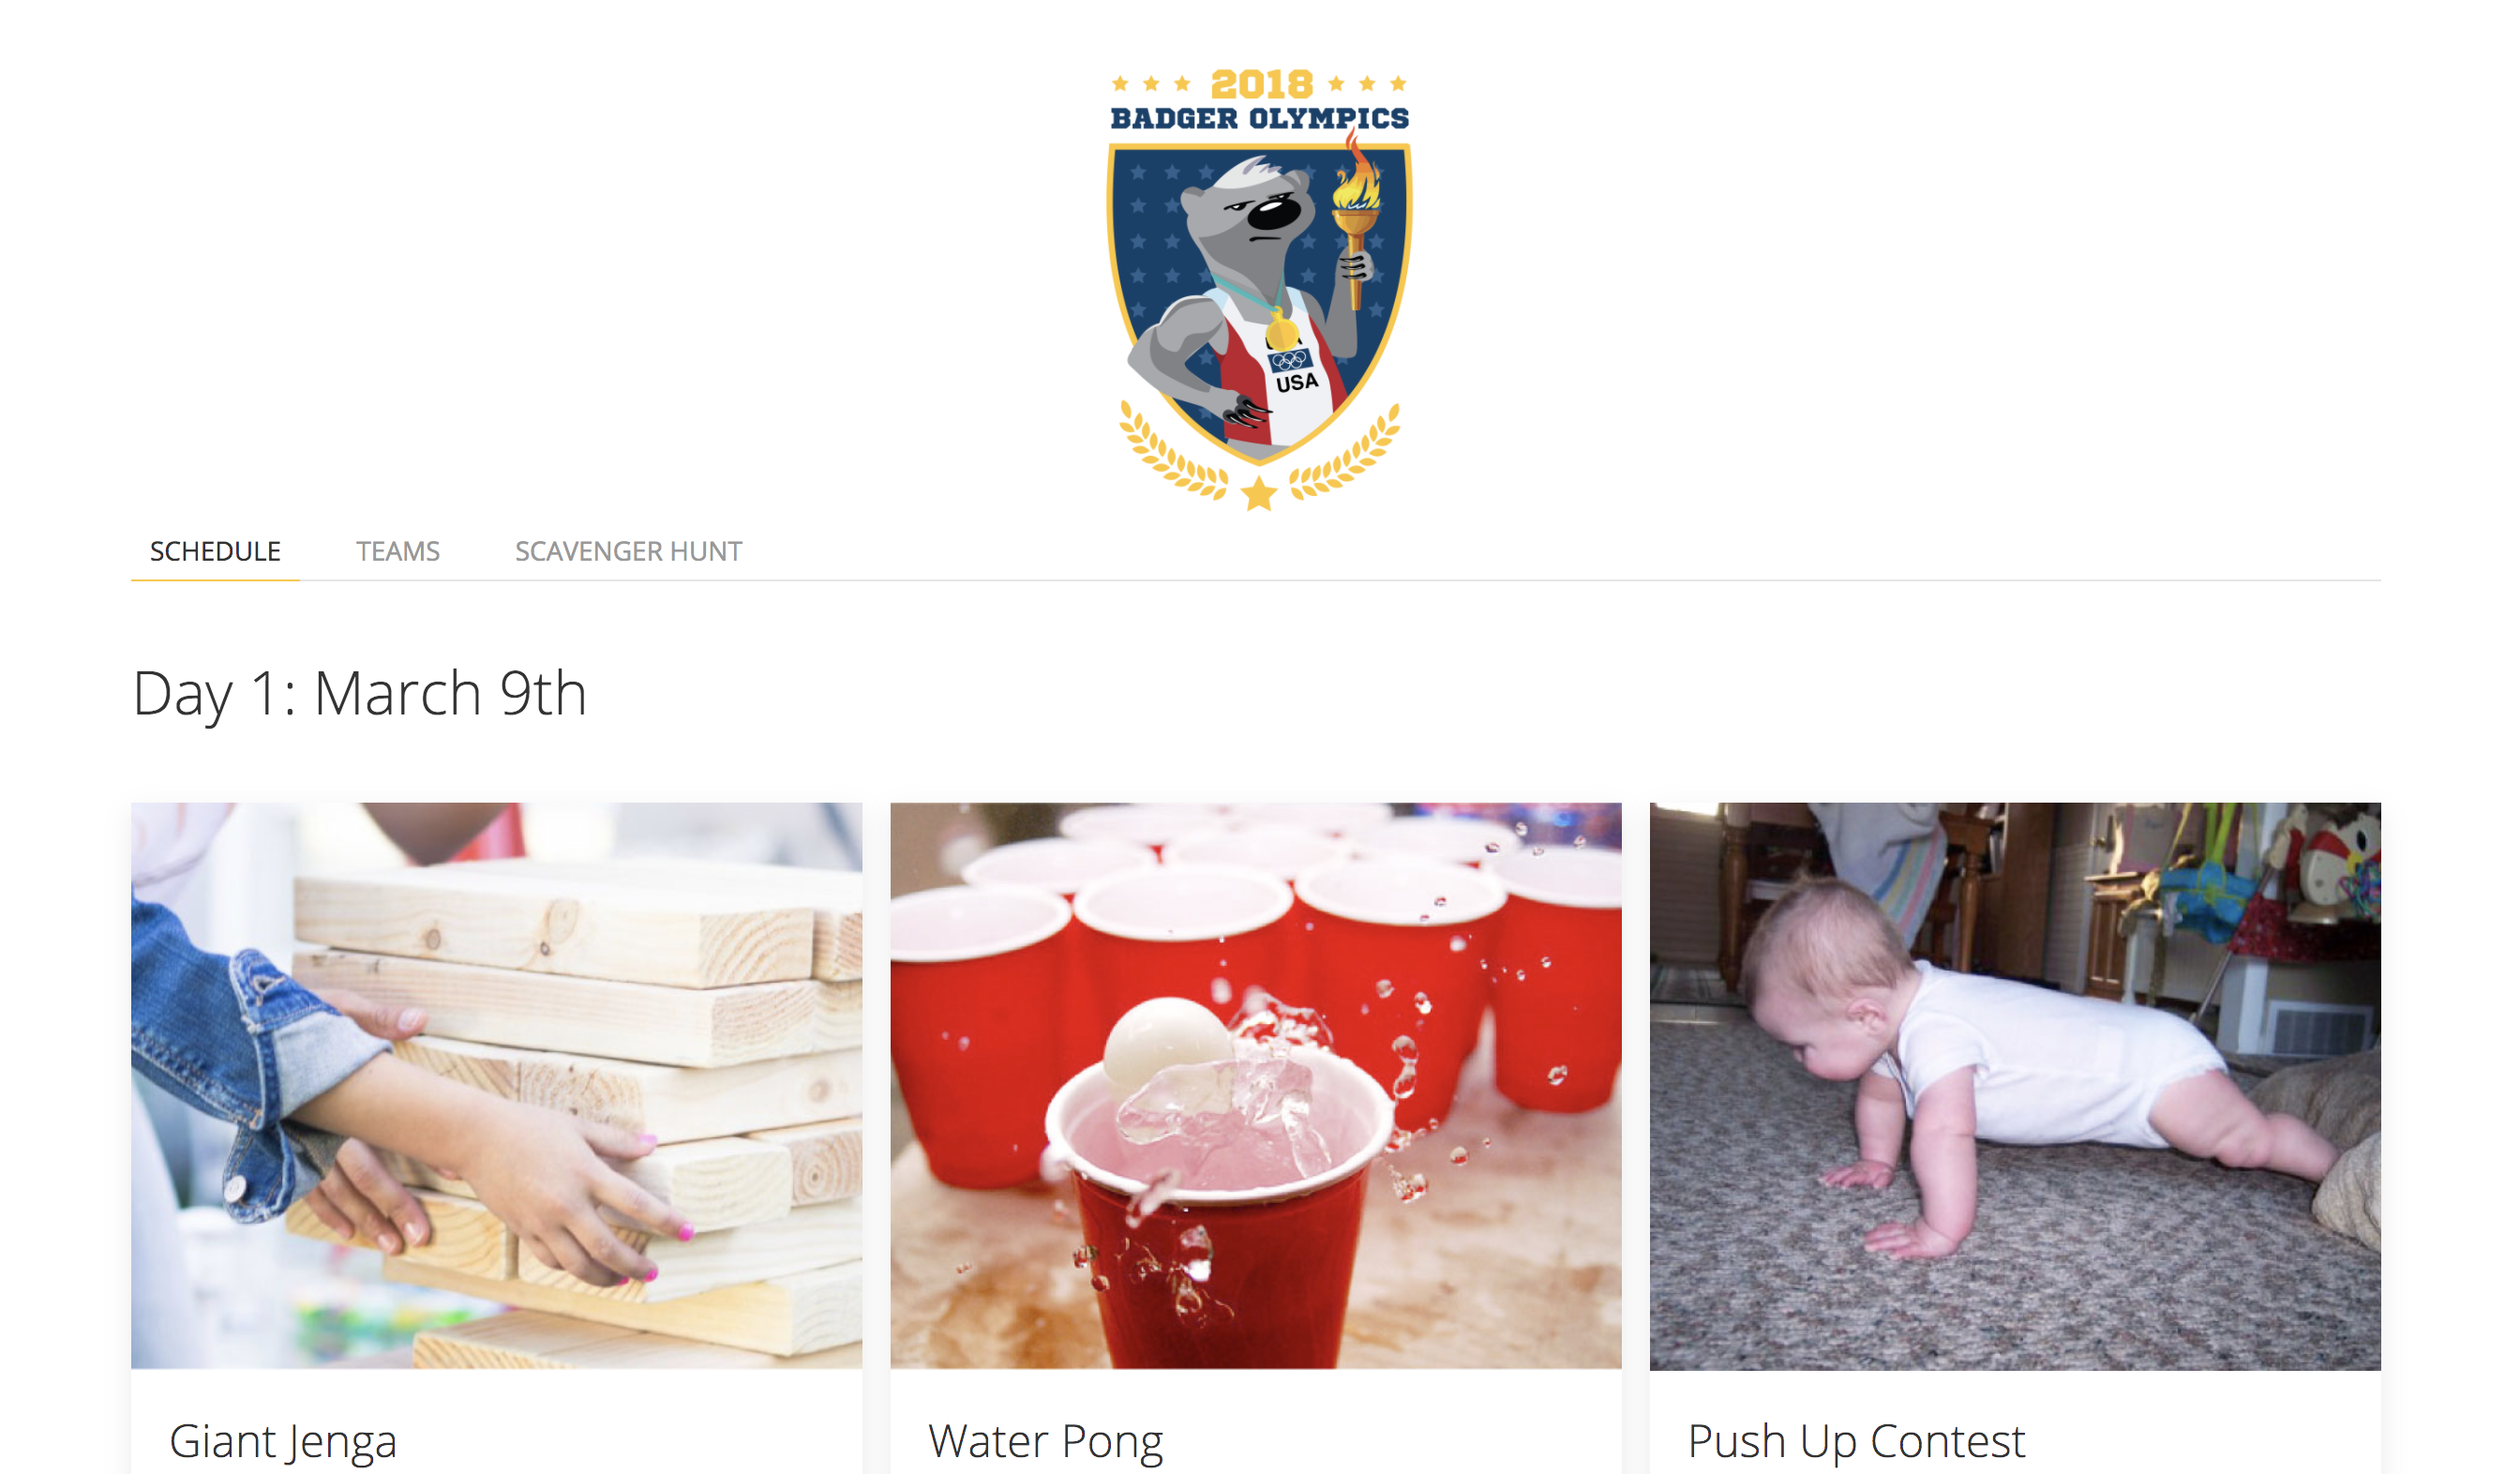 2018
BADGER OLYMPICS
USA
SCHEDULE TEAMS SCAVENGER HUNT
Day 1: March 9th
Giant Jenga
Water Pong
Push Up Contest